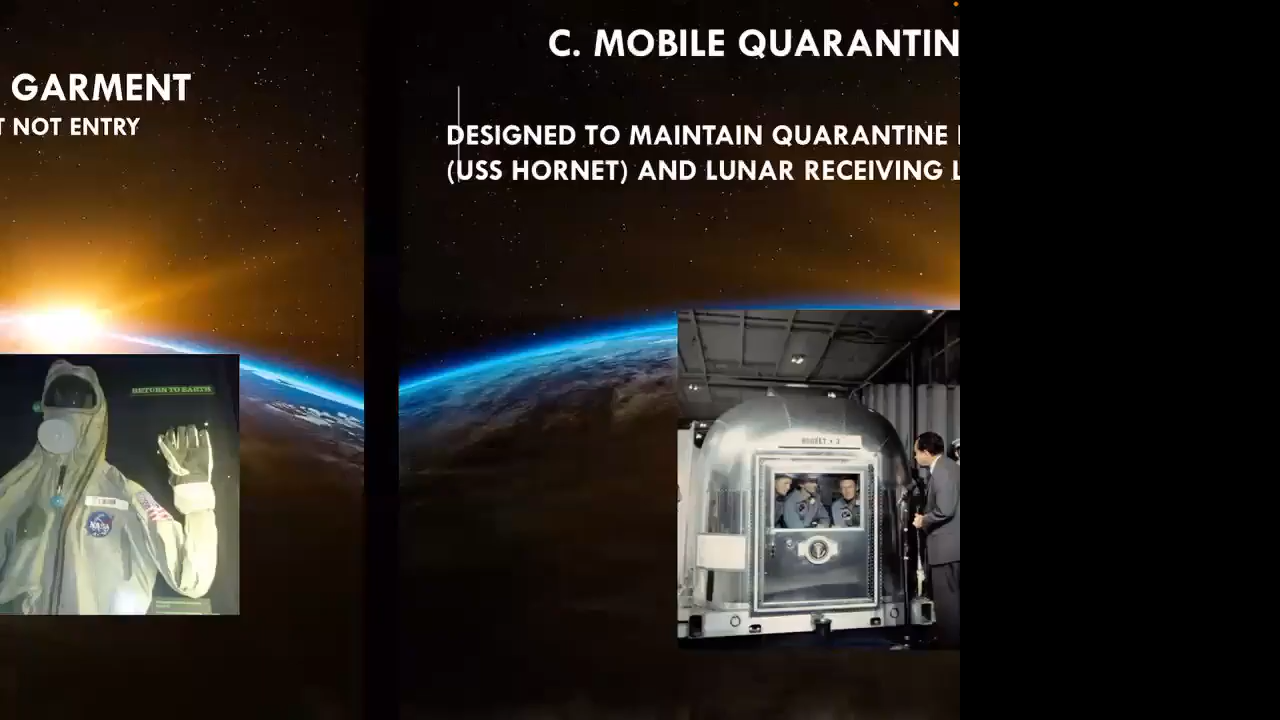 GARMENT
T NOT ENTRY
RETURN TO EARTH
NASA
C. MOBILE QUARANTIN
DESIGNED TO MAINTAIN QUARANTINE
(USS HORNET) AND LUNAR RECEIVING L
HORNET + 3